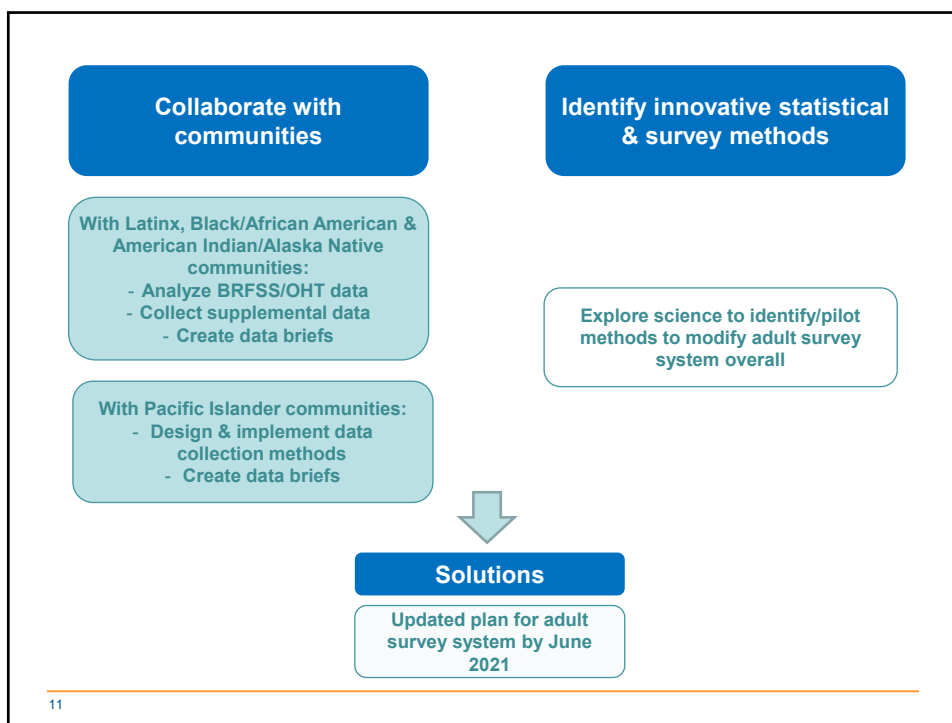 Collaborate with
communities
With Latinx, Black/African American &
American Indian/Alaska Native
communities:
- Analyze BRFSS/OHT data
- Collect supplemental data
- Create data briefs
With Pacific Islander communities:
- Design & implement data
collection methods
- Create data briefs
Identify innovative statistical
& survey methods
Explore science to identify/pilot
methods to modify adult survey
system overall
Solutions
Updated plan for adult
survey system by June
2021
11